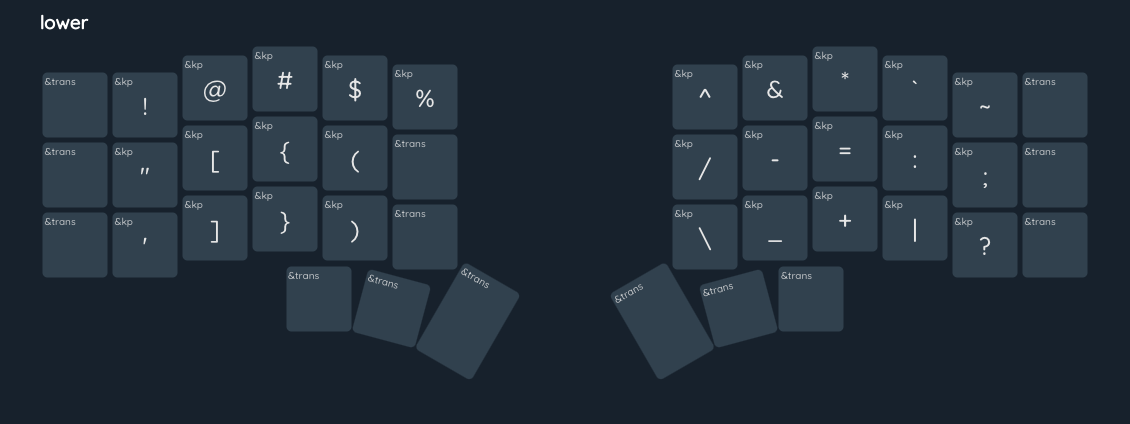 lower
&trans &kp ! &kp @ &kp # &kp $ &kp % &kp ^ &kp & &kp * &kp ` &kp ~ &trans
&trans &kp " &kp [ &kp { &kp ( &trans &kp / &kp - &kp = &kp : &kp ; &trans
&trans &kp ' &kp ] &kp } &kp ) &trans &kp \ &kp _ &kp + &kp | &kp ? &trans
&trans &trans &trans &trans &trans &trans